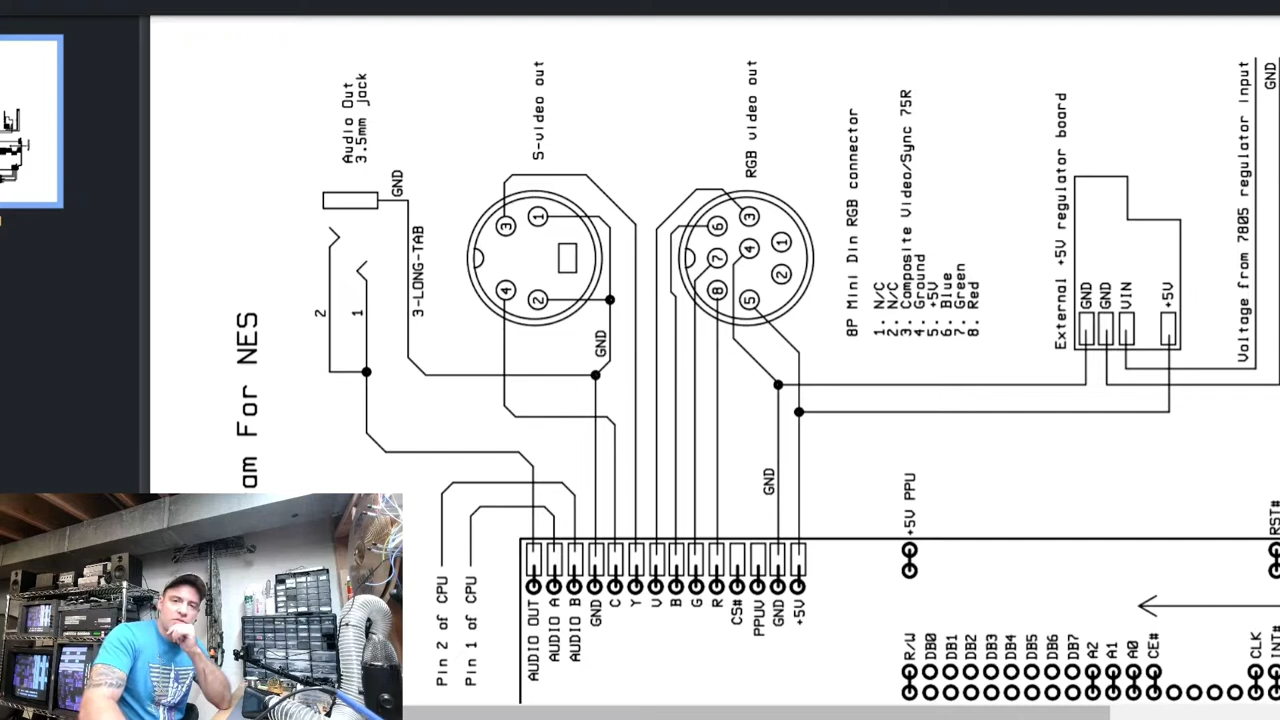 am For NES
Audio Out
3.5mm jack
GND
3-LONG-TAB
2
1
S-video out
3
1
4
2
GND
RGB video out
6
3
7
4
1
8
2
5
8P Mini Din RGB connector
1. N/C
2. N/C
3. Composite Video/Sync 75R
4. Ground
5. +5V
6. Blue
7. Green
8. Red
External +5V regulator board
GND
GND
VIN
+5V
Voltage from 7805 regulator Input
GND
GND
Pin 2 of CPU
Pin 1 of CPU
AUDIO OUT
AUDIO A
AUDIO B
GND
C
Y
V
B
G
R
CS#
PPUV
GND
+5V
+5V PPU
R/W
DB0
DB1
DB2
DB3
DB4
DB5
DB6
DB7
A2
A1
A0
CE#
CLK
INT#
RST#